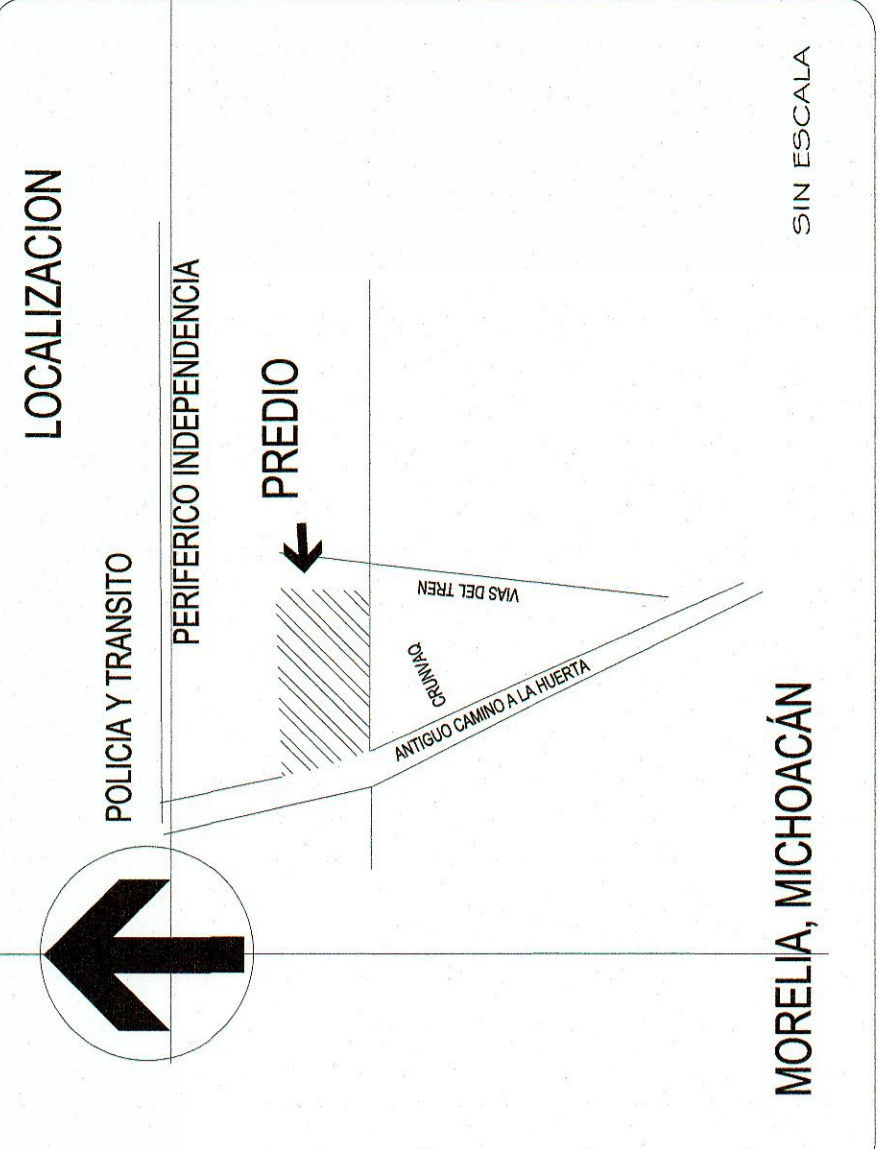 LOCALIZACION
POLICIA Y TRANSITO
PERIFERICO INDEPENDENCIA
PREDIO
VIAS DEL TREN
CRUNVAQ
ANTIGUO CAMINO A LA HUERTA
MORELIA, MICHOACÁN
SIN ESCALA